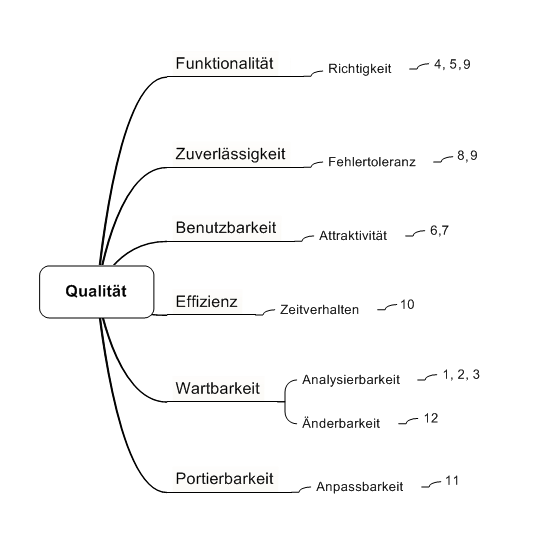 Qualität
Funktionalität
Richtigkeit
4, 5,9
Zuverlässigkeit
Fehlertoleranz
8,9
Benutzbarkeit
Attraktivität
6,7
Effizienz
Zeitverhalten
10
Wartbarkeit
Analysierbarkeit
1, 2, 3
Änderbarkeit
12
Portierbarkeit
Anpassbarkeit
11